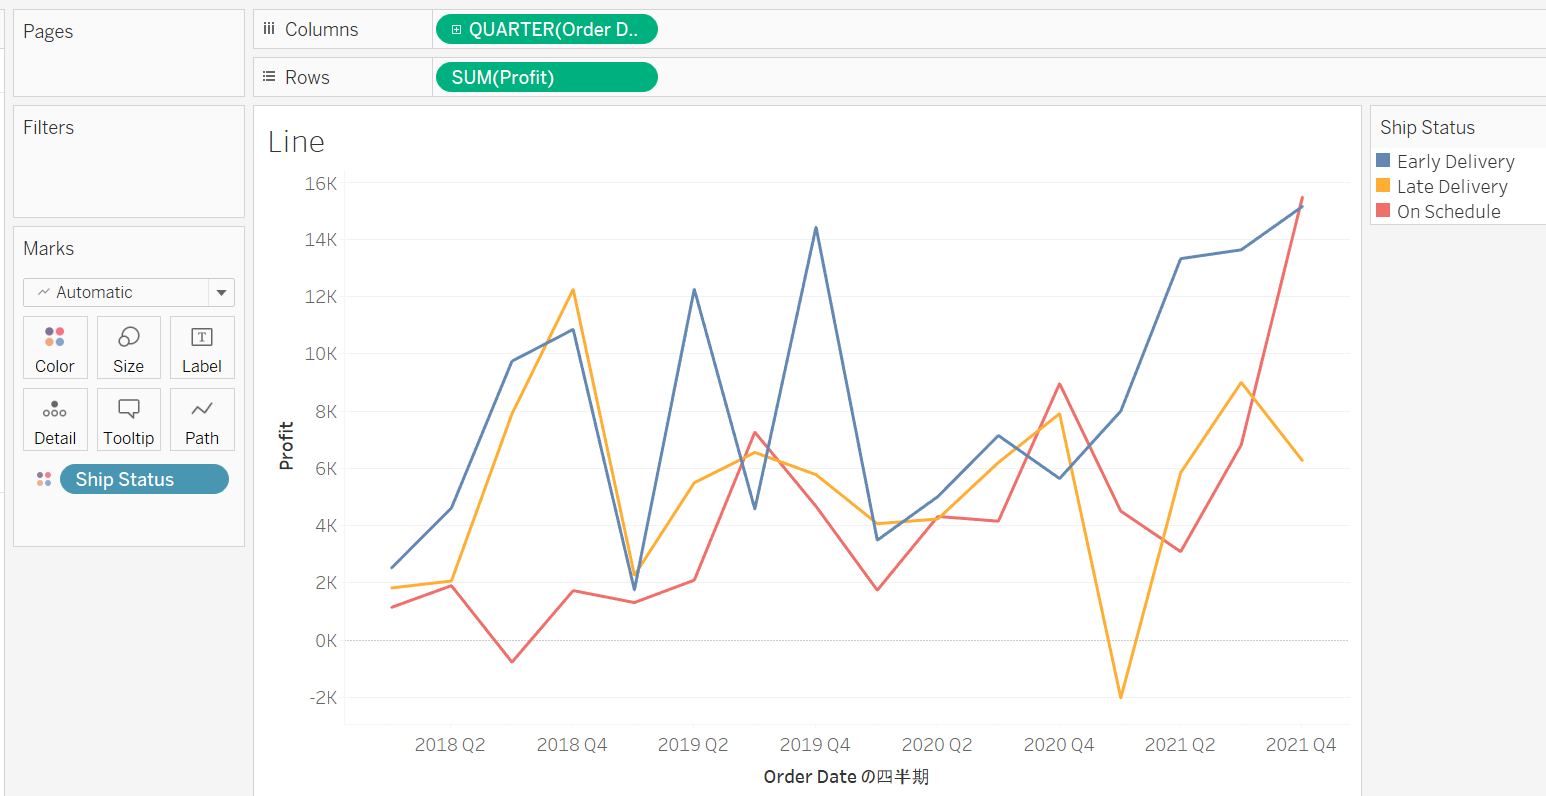 Pages
Columns
QUARTER(Order D..
Rows
SUM(Profit)
Filters
Marks
Automatic
Color
Size
Label
Detail
Tooltip
Path
Ship Status
Line
16K
14K
12K
10K
8K
6K
4K
2K
0K
-2K
Profit
2018 Q2
2018 Q4
2019 Q2
2019 Q4
2020 Q2
2020 Q4
2021 Q2
2021 Q4
Order Date の四半期
Ship Status
Early Delivery
Late Delivery
On Schedule